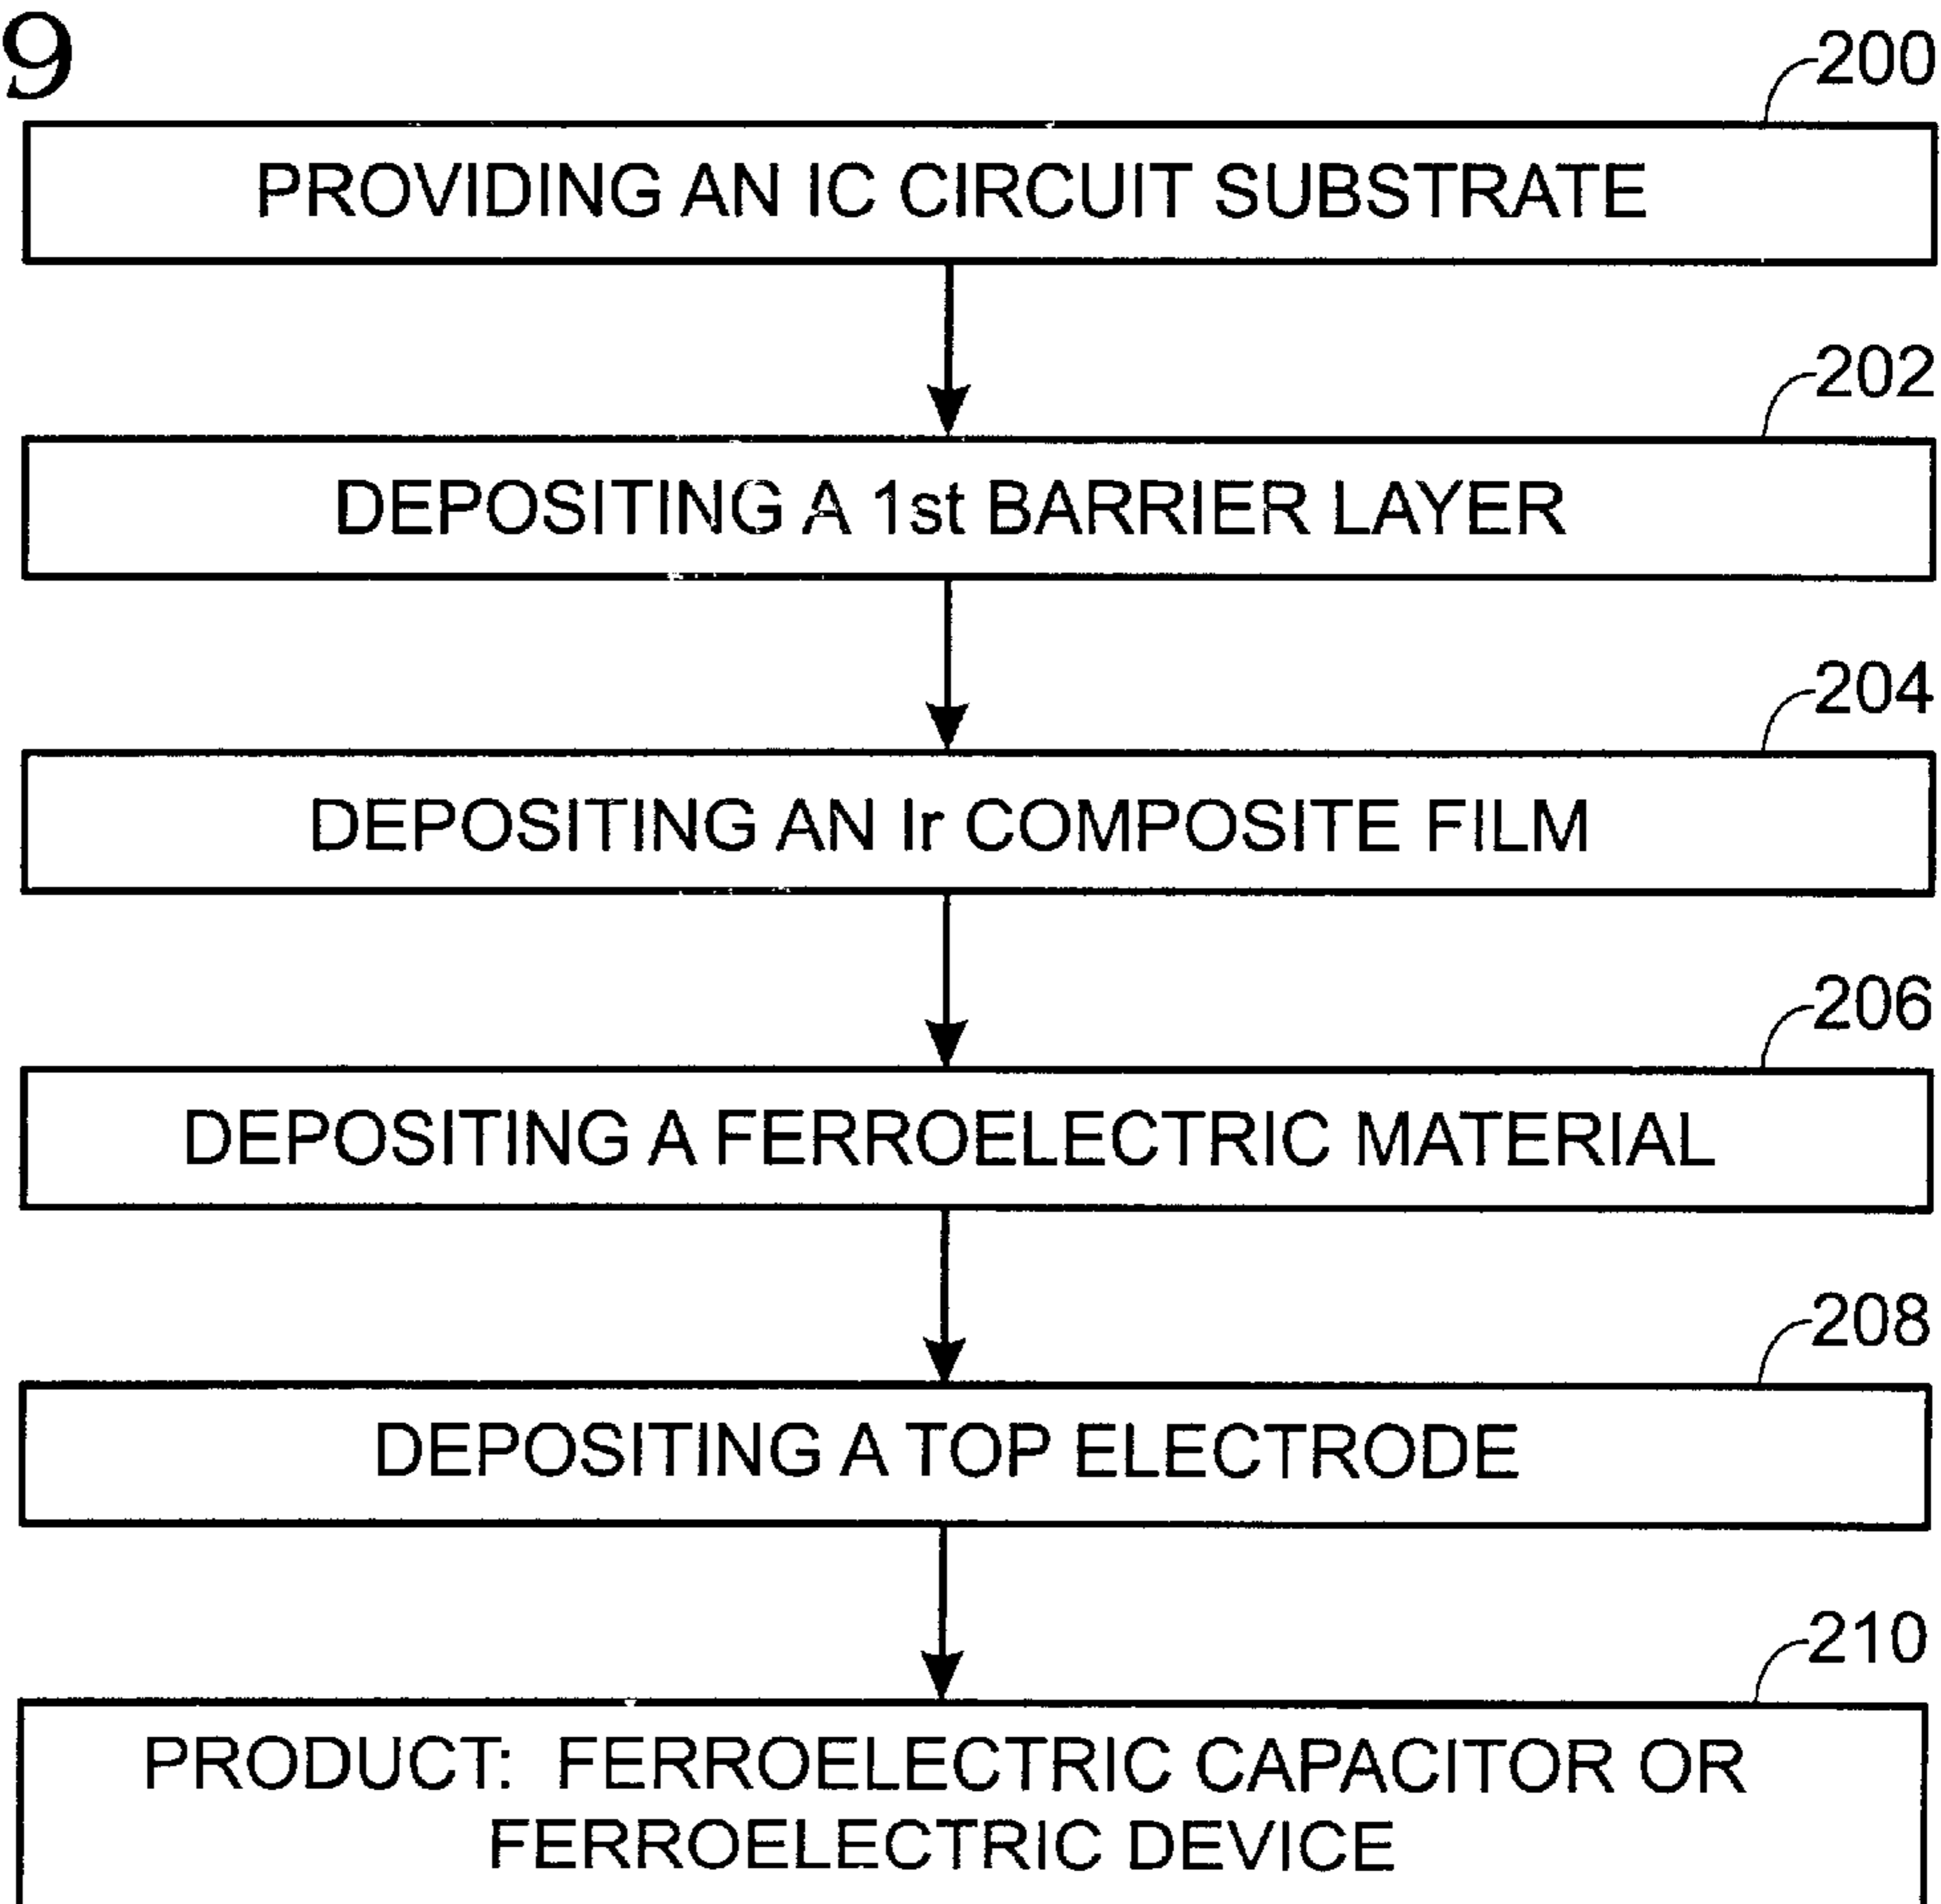 9
200
PROVIDING AN IC CIRCUIT SUBSTRATE
202
DEPOSITING A 1st BARRIER LAYER
204
DEPOSITING AN Ir COMPOSITE FILM
206
DEPOSITING A FERROELECTRIC MATERIAL
208
DEPOSITING A TOP ELECTRODE
210
PRODUCT: FERROELECTRIC CAPACITOR OR
FERROELECTRIC DEVICE